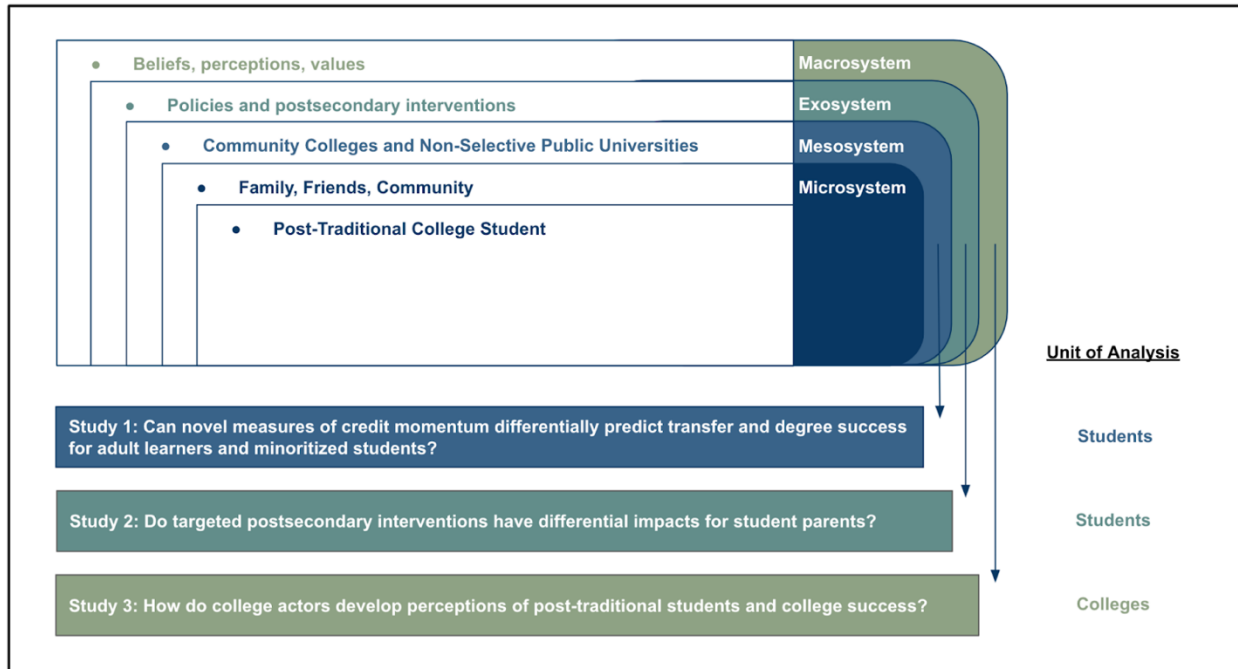 • Beliefs, perceptions, values
Macrosystem
• Policies and postsecondary interventions
Exosystem
• Community Colleges and Non-Selective Public Universities
Mesosystem
• Family, Friends, Community
Microsystem
• Post-Traditional College Student
Unit of Analysis
Study 1: Can novel measures of credit momentum differentially predict transfer and degree success
for adult learners and minoritized students?
Students
Study 2: Do targeted postsecondary interventions have differential impacts for student parents?
Students
Study 3: How do college actors develop perceptions of post-traditional students and college success?
Colleges